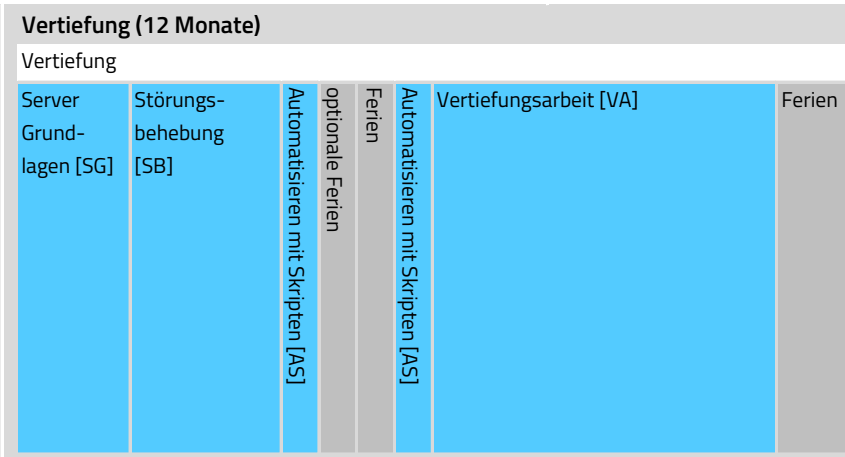 Vertiefung (12 Monate)
Vertiefung
Server
Grund-
lagen [SG]
Störungs-
behebung
[SB]
Automatisieren mit Skripten [AS]
optionale Ferien
Ferien
Automatisieren mit Skripten [AS]
Vertiefungsarbeit [VA]
Ferien